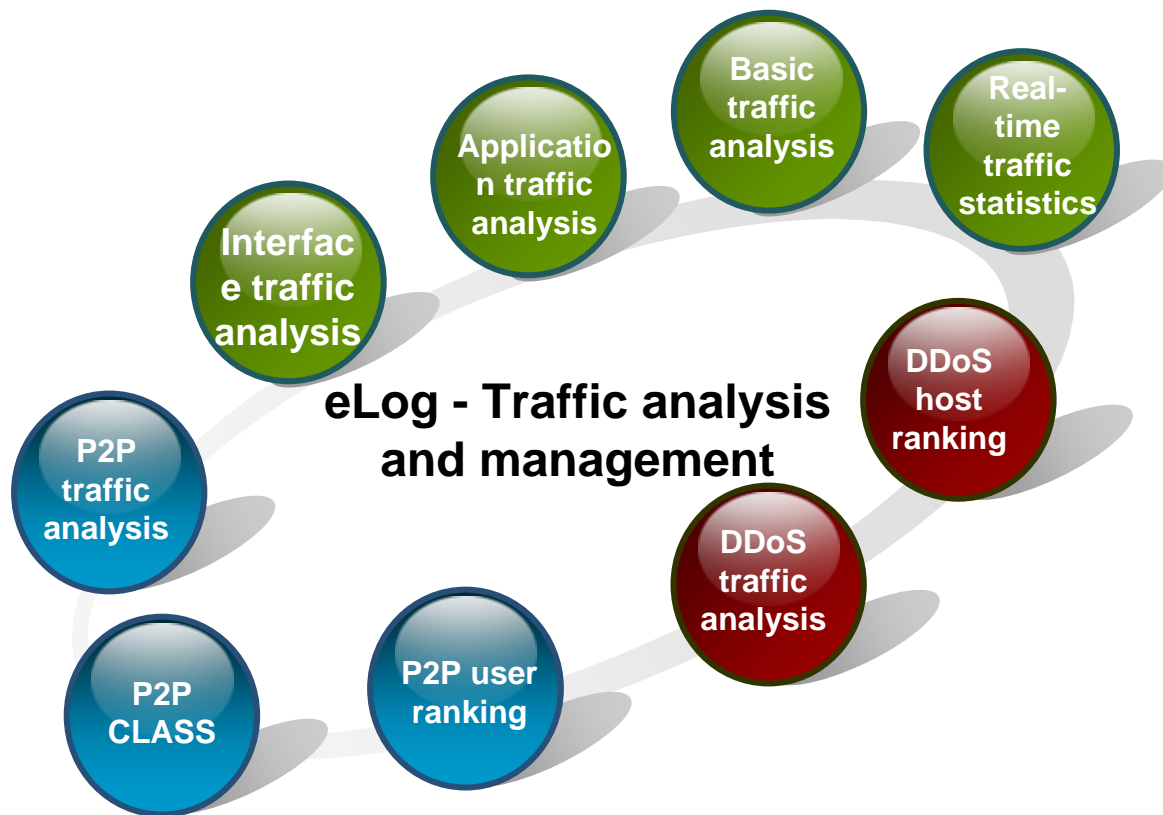 Basic
traffic
analysis
Real-
time
traffic
statistics
Applicatio
n traffic
analysis
Interfac
e traffic
analysis
DDoS
host
ranking
eLog - Traffic analysis
and management
P2P
traffic
analysis
DDoS
traffic
analysis
P2P user
ranking
P2P
CLASS